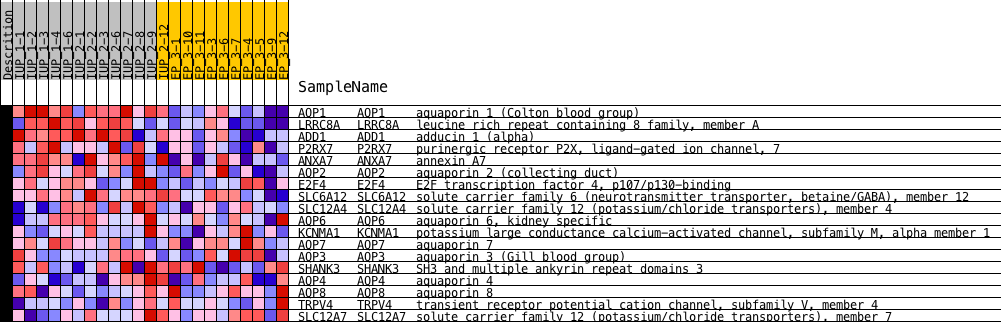 Descrition
IUP_1-1
IUP_1-2
IUP_1-3
IUP_1-4
IUP_1-6
IUP_2-1
IUP_2-2
IUP_2-3
IUP_2-6
IUP_2-7
IUP_2-8
IUP_2-9
IUP_2-12
EP_3-1
EP_3-10
EP_3-11
EP_3-3
EP_3-6
EP_3-7
EP_3-4
EP_3-5
EP_3-9
EP_3-12
SampleName
AQP1 AQP1 aquaporin 1 (Colton blood group)
LRRC8A LRRC8A leucine rich repeat containing 8 family, member A
ADD1 ADD1 adducin 1 (alpha)
P2RX7 P2RX7 purinergic receptor P2X, ligand-gated ion channel, 7
ANXA7 ANXA7 annexin A7
AQP2 AQP2 aquaporin 2 (collecting duct)
E2F4 E2F4 E2F transcription factor 4, p107/p130-binding
SLC6A12 SLC6A12 solute carrier family 6 (neurotransmitter transporter, betaine/GABA), member 12
SLC12A4 SLC12A4 solute carrier family 12 (potassium/chloride transporters), member 4
AQP6 AQP6 aquaporin 6, kidney specific
KCNMA1 KCNMA1 potassium large conductance calcium-activated channel, subfamily M, alpha member 1
AQP7 AQP7 aquaporin 7
AQP3 AQP3 aquaporin 3 (Gill blood group)
SHANK3 SHANK3 SH3 and multiple ankyrin repeat domains 3
AQP4 AQP4 aquaporin 4
AQP8 AQP8 aquaporin 8
TRPV4 TRPV4 transient receptor potential cation channel, subfamily V, member 4
SLC12A7 SLC12A7 solute carrier family 12 (potassium/chloride transporters), member 7